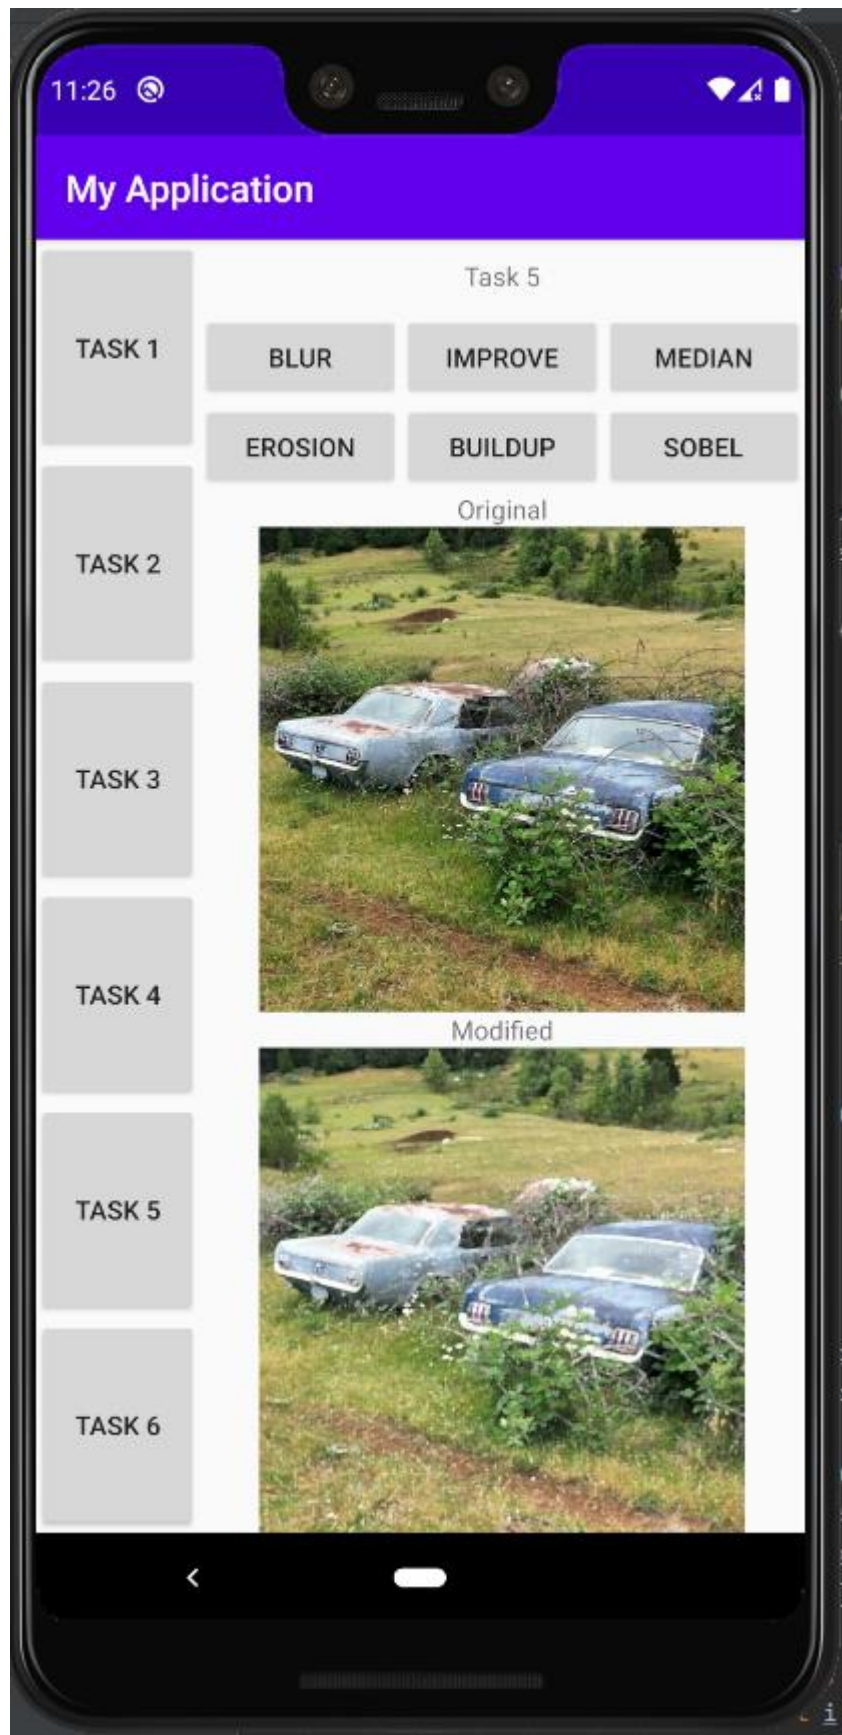 11:26
My Application
TASK 1
TASK 2
TASK 3
TASK 4
TASK 5
TASK 6
Task 5
BLUR IMPROVE MEDIAN
EROSION BUILDUP SOBEL
Original
Modified
i